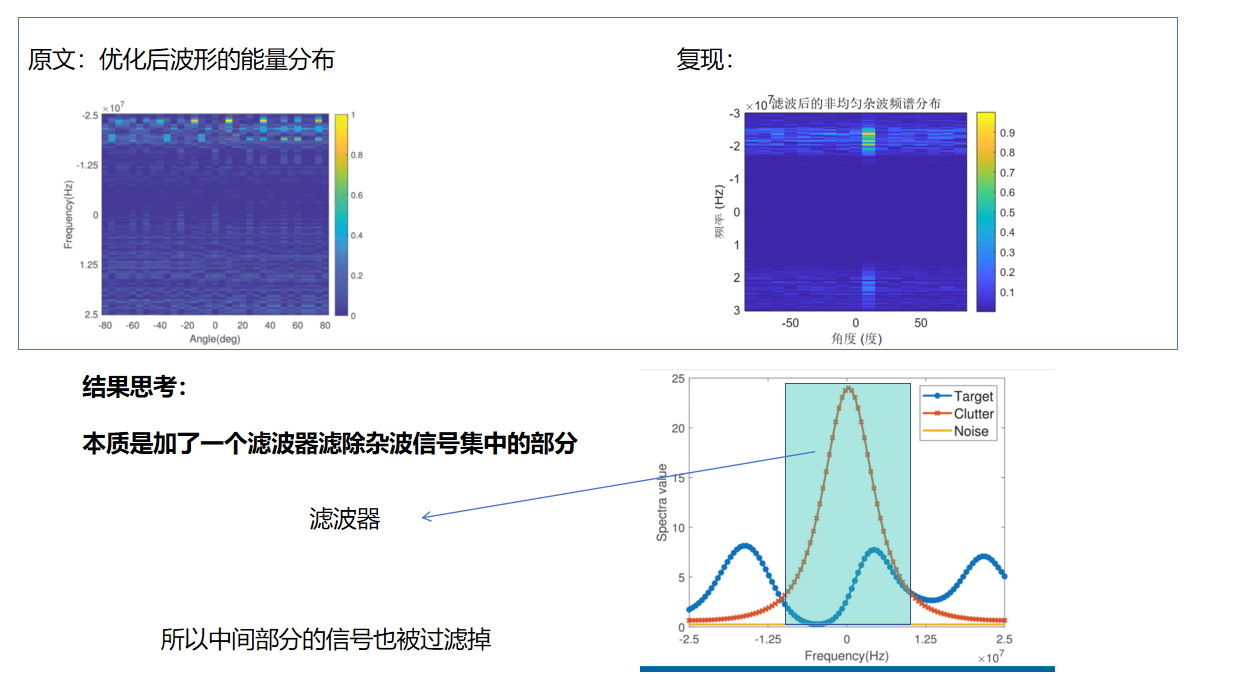 原文：优化后波形的能量分布
复现：
×10⁷
-2.5
-1.25
0
1.25
2.5
Frequency(Hz)
-80 -60 -40 -20 0 20 40 60 80
Angle(deg)
1
0.8
0.6
0.4
0.2
0
×10⁷滤波后的非均匀杂波频谱分布
-3
-2
-1
0
1
2
3
频率 (Hz)
-50 0 50
角度 (度)
0.9
0.8
0.7
0.6
0.5
0.4
0.3
0.2
0.1
结果思考：
本质是加了一个滤波器滤除杂波信号集中的部分
滤波器
所以中间部分的信号也被过滤掉
25
20
15
10
5
0
Spectra value
Target
Clutter
Noise
-2.5 -1.25 0 1.25 2.5
Frequency(Hz)
×10⁷